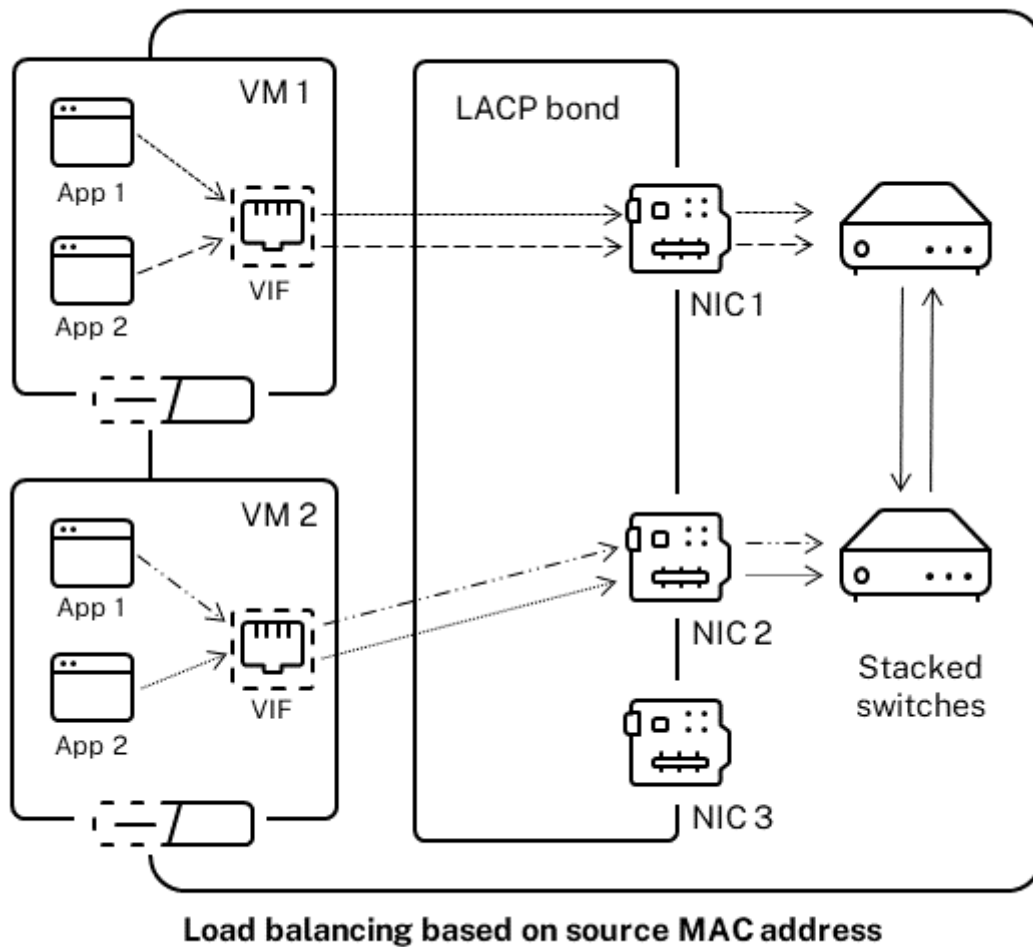 VM 1
App 1
App 2
VIF
LACP bond
NIC 1
VM 2
App 1
App 2
VIF
NIC 2
NIC 3
Stacked
switches
Load balancing based on source MAC address